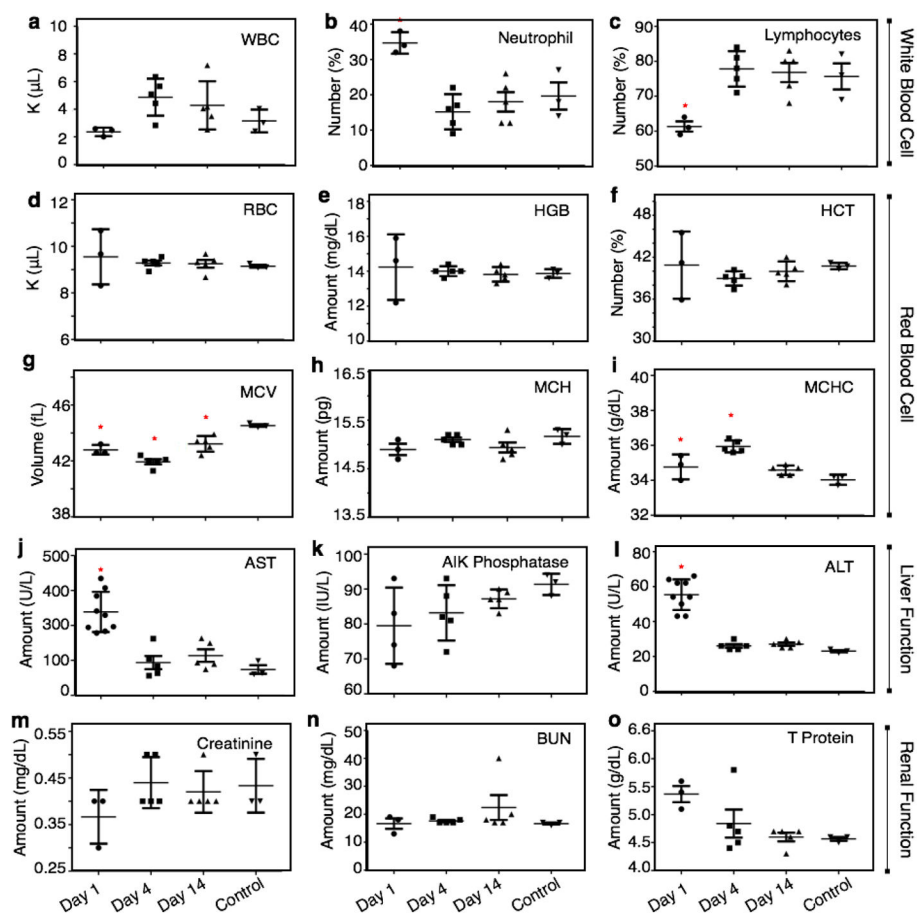 a WBC
K (µL)
10
8
6
4
2
0
b Neutrophil
Number (%)
40
30
20
10
0
*
c Lymphocytes
Number (%)
90
80
70
60
50
*
White Blood Cell
d RBC
K (µL)
12
10
8
6
e HGB
Amount (mg/dL)
18
16
14
12
10
f HCT
Number (%)
48
42
36
30
g MCV
Volume (fL)
46
42
38
* * *
h MCH
Amount (pg)
16.5
15.5
14.5
13.5
i MCHC
Amount (g/dL)
40
38
36
34
32
* *
Red Blood Cell
j AST
Amount (U/L)
500
400
300
100
0
*
k AlK Phosphatase
Amount (IU/L)
100
90
80
70
60
l ALT
Amount (U/L)
80
60
40
20
0
*
Liver Function
m Creatinine
Amount (mg/dL)
0.55
0.45
0.35
0.25
Day 1 Day 4 Day 14 Control
n BUN
Amount (mg/dL)
50
40
30
20
10
0
Day 1 Day 4 Day 14 Control
o T Protein
Amount (g/dL)
6.6
6.0
5.5
5.0
4.5
4.0
Day 1 Day 4 Day 14 Control
Renal Function